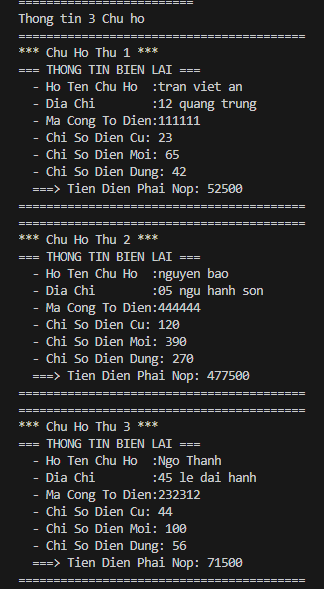 =========================
Thong tin 3 Chu ho
=========================================
*** Chu Ho Thu 1 ***
=== THONG TIN BIEN LAI ===
  - Ho Ten Chu Ho  :tran viet an
  - Dia Chi        :12 quang trung
  - Ma Cong To Dien:111111
  - Chi So Dien Cu: 23
  - Chi So Dien Moi: 65
  - Chi So Dien Dung: 42
  ===> Tien Dien Phai Nop: 52500
=========================================
=========================================
*** Chu Ho Thu 2 ***
=== THONG TIN BIEN LAI ===
  - Ho Ten Chu Ho  :nguyen bao
  - Dia Chi        :05 ngu hanh son
  - Ma Cong To Dien:444444
  - Chi So Dien Cu: 120
  - Chi So Dien Moi: 390
  - Chi So Dien Dung: 270
  ===> Tien Dien Phai Nop: 477500
=========================================
=========================================
*** Chu Ho Thu 3 ***
=== THONG TIN BIEN LAI ===
  - Ho Ten Chu Ho  :Ngo Thanh
  - Dia Chi        :45 le dai hanh
  - Ma Cong To Dien:232312
  - Chi So Dien Cu: 44
  - Chi So Dien Moi: 100
  - Chi So Dien Dung: 56
  ===> Tien Dien Phai Nop: 71500
=========================================